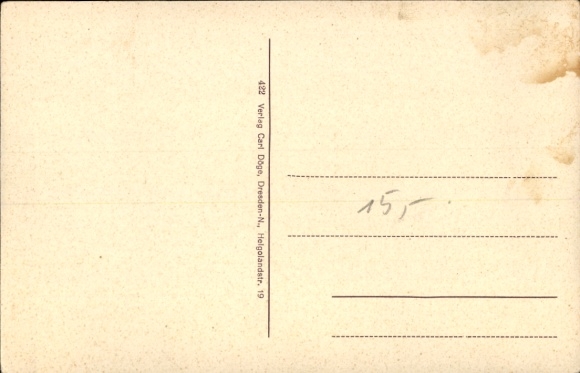 422 Verlag Carl Döge, Dresden-N., Helgolandstr. 19
15,-